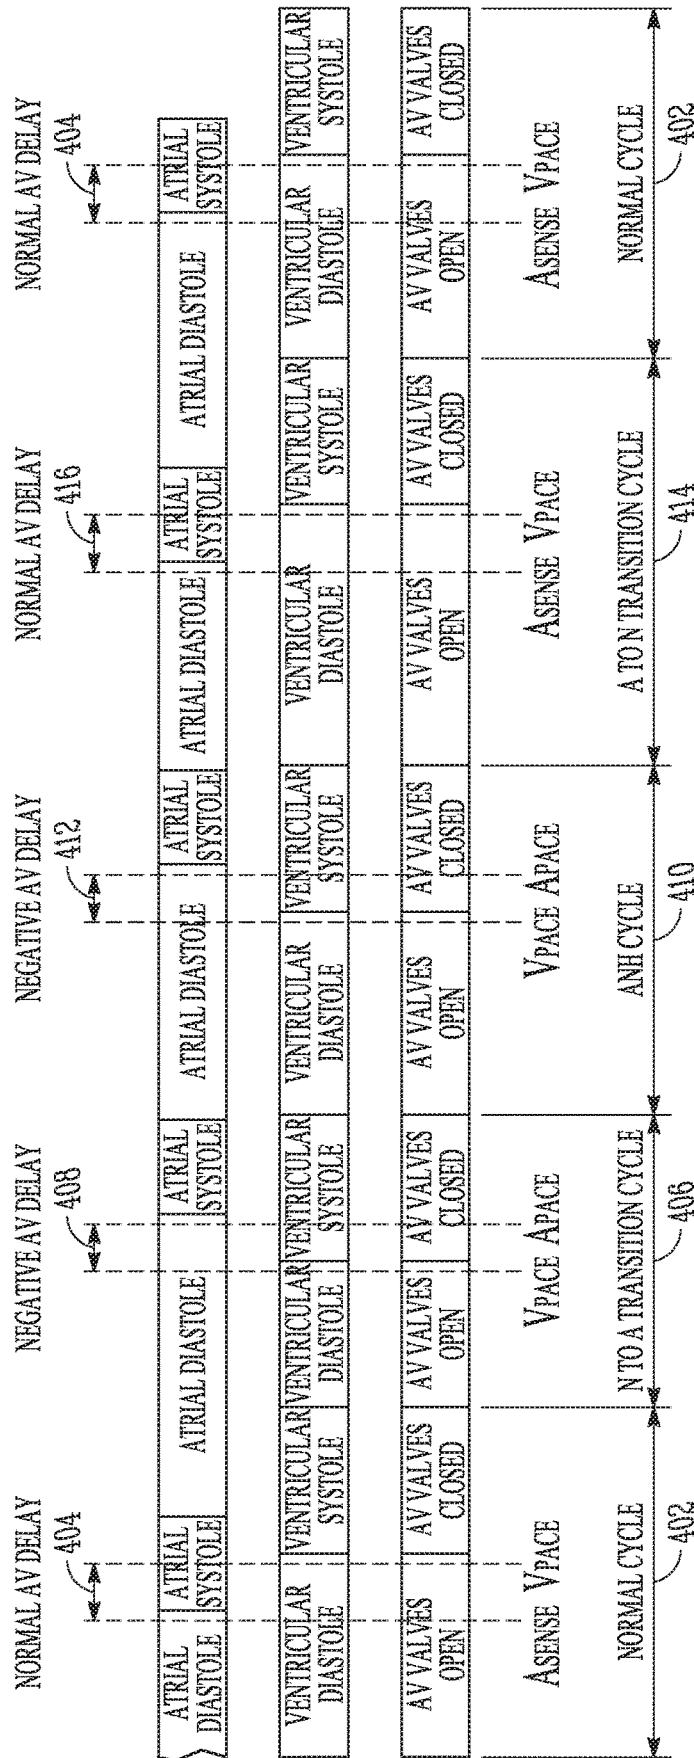 NORMAL AV DELAY
404
NEGATIVE AV DELAY
408
NEGATIVE AV DELAY
412
NORMAL AV DELAY
416
NORMAL AV DELAY
404
ATRIAL
DIASTOLE
ATRIAL
SYSTOLE
ATRIAL DIASTOLE
ATRIAL
SYSTOLE
ATRIAL DIASTOLE
ATRIAL
SYSTOLE
ATRIAL DIASTOLE
ATRIAL
SYSTOLE
ATRIAL DIASTOLE
ATRIAL
SYSTOLE
VENTRICULAR
DIASTOLE
VENTRICULAR
SYSTOLE
VENTRICULAR
DIASTOLE
VENTRICULAR
SYSTOLE
VENTRICULAR
DIASTOLE
VENTRICULAR
SYSTOLE
VENTRICULAR
DIASTOLE
VENTRICULAR
SYSTOLE
VENTRICULAR
DIASTOLE
VENTRICULAR
SYSTOLE
AV VALVES
OPEN
AV VALVES
CLOSED
AV VALVES
OPEN
AV VALVES
CLOSED
AV VALVES
OPEN
AV VALVES
CLOSED
AV VALVES
OPEN
AV VALVES
CLOSED
AV VALVES
OPEN
AV VALVES
CLOSED
ASENSE VPACE
VPACE APACE
VPACE APACE
ASENSE VPACE
ASENSE VPACE
NORMAL CYCLE
402
N TO A TRANSITION CYCLE
406
ANH CYCLE
410
A TO N TRANSITION CYCLE
414
NORMAL CYCLE
402